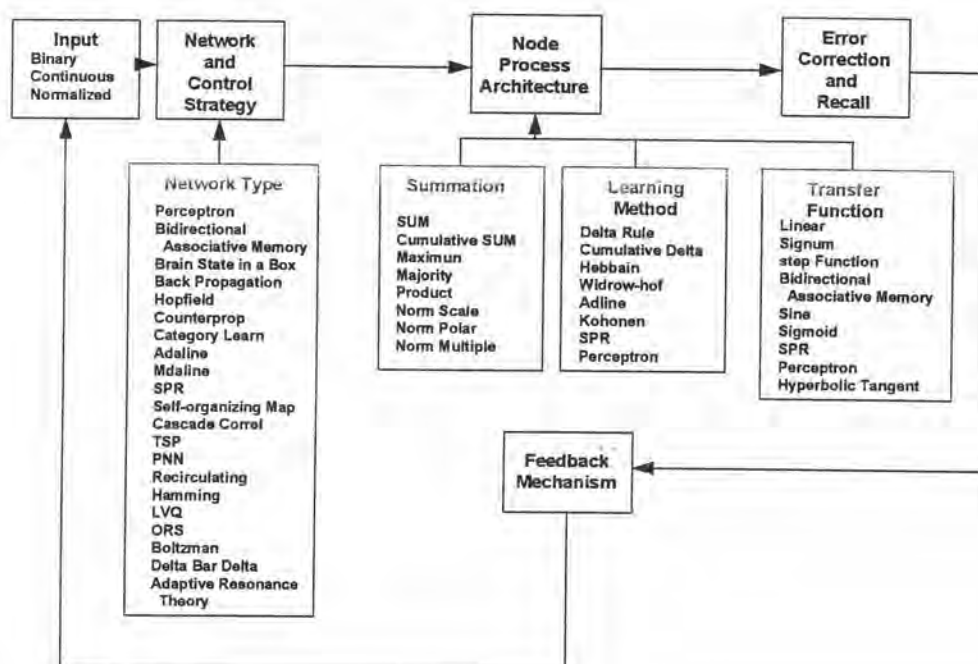 Input
Binary
Continuous
Normalized
Network
and
Control
Strategy
Node
Process
Architecture
Error
Correction
and
Recall
Network Type
Perceptron
Bidirectional
Associative Memory
Brain State in a Box
Back Propagation
Hopfield
Counterprop
Category Learn
Adaline
Mdaline
SPR
Self-organizing Map
Cascade Correl
TSP
PNN
Recirculating
Hamming
LVQ
ORS
Boltzman
Delta Bar Delta
Adaptive Resonance
Theory
Summation
SUM
Cumulative SUM
Maximun
Majority
Product
Norm Scale
Norm Polar
Norm Multiple
Learning
Method
Delta Rule
Cumulative Delta
Hebbain
Widrow-hof
Adline
Kohonen
SPR
Perceptron
Transfer
Function
Linear
Signum
step Function
Bidirectional
Associative Memory
Sine
Sigmoid
SPR
Perceptron
Hyperbolic Tangent
Feedback
Mechanism